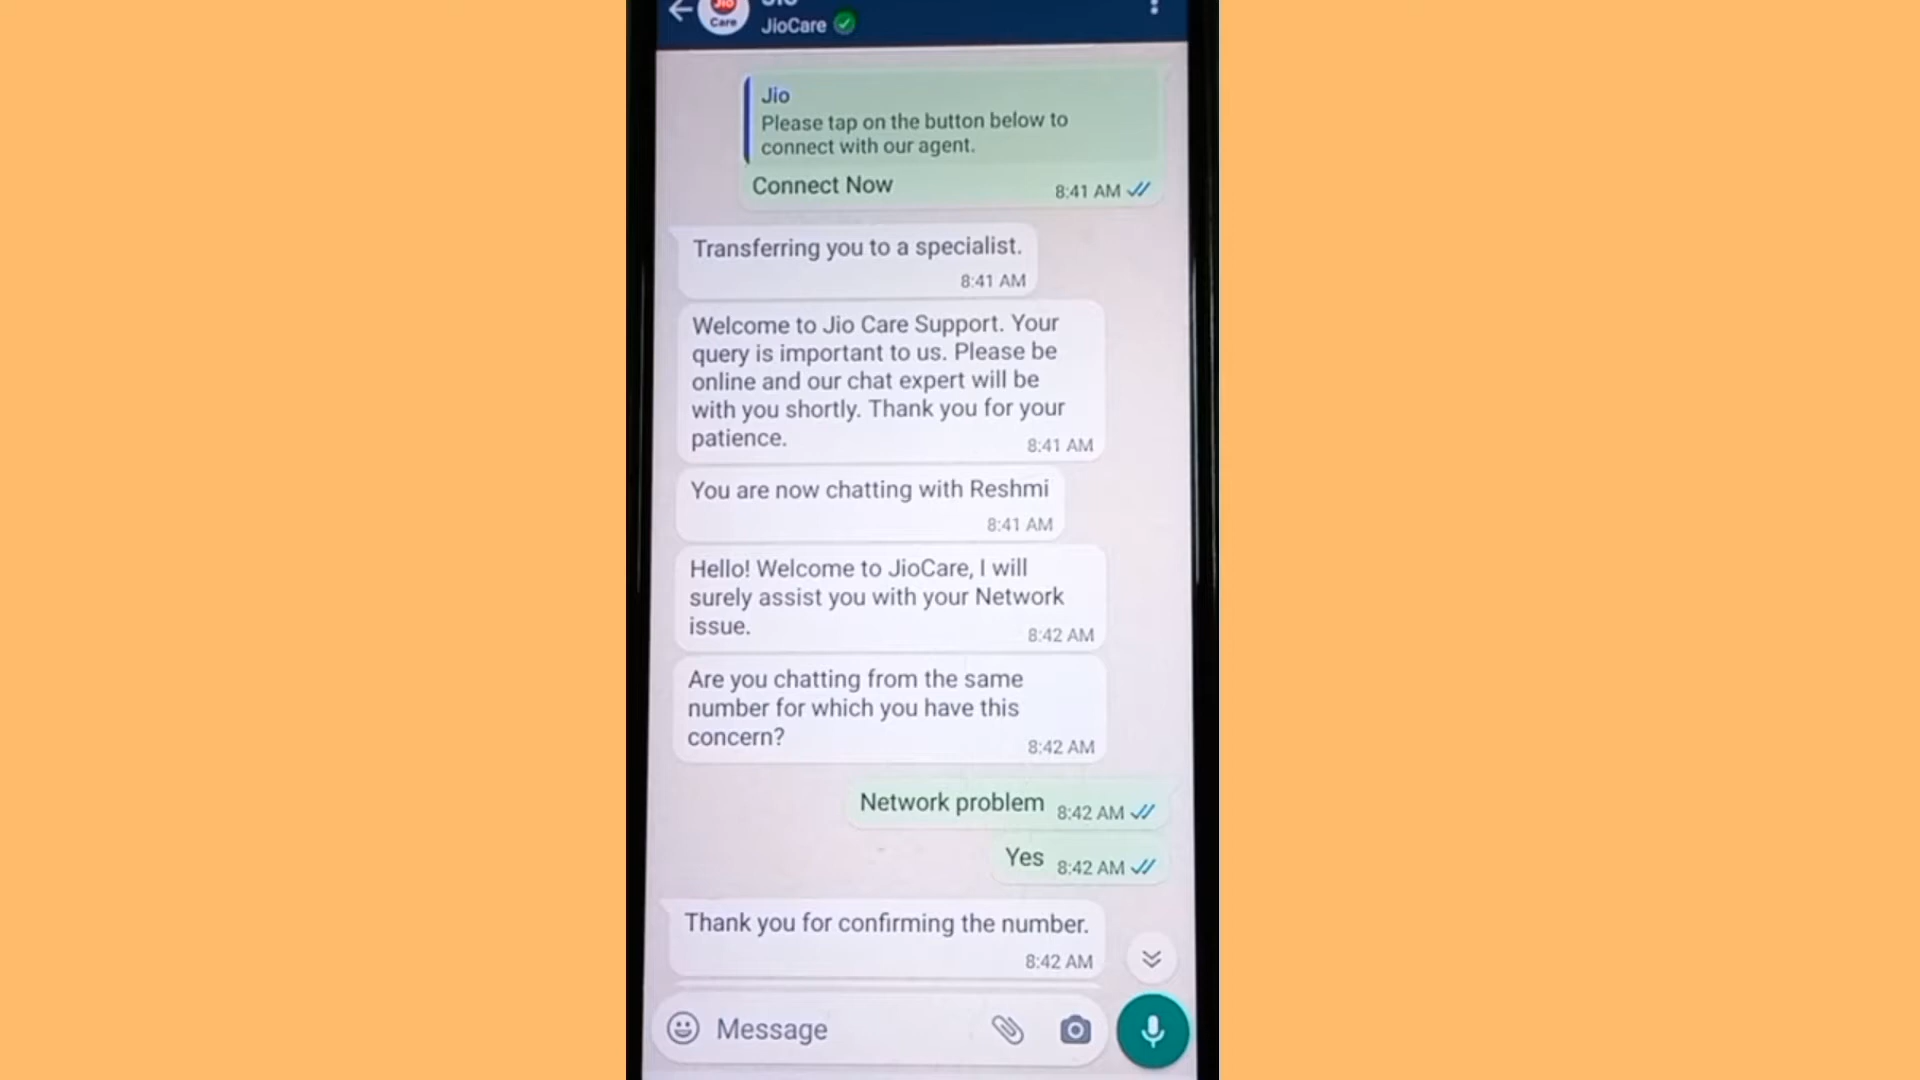 Jio
Care
JioCare
Jio
Please tap on the button below to
connect with our agent.
Connect Now
8:41 AM
Transferring you to a specialist.
8:41 AM
Welcome to Jio Care Support. Your
query is important to us. Please be
online and our chat expert will be
with you shortly. Thank you for your
patience.
8:41 AM
You are now chatting with Reshmi
8:41 AM
Hello! Welcome to JioCare, I will
surely assist you with your Network
issue.
8:42 AM
Are you chatting from the same
number for which you have this
concern?
8:42 AM
Network problem 8:42 AM
Yes 8:42 AM
Thank you for confirming the number.
8:42 AM
Message